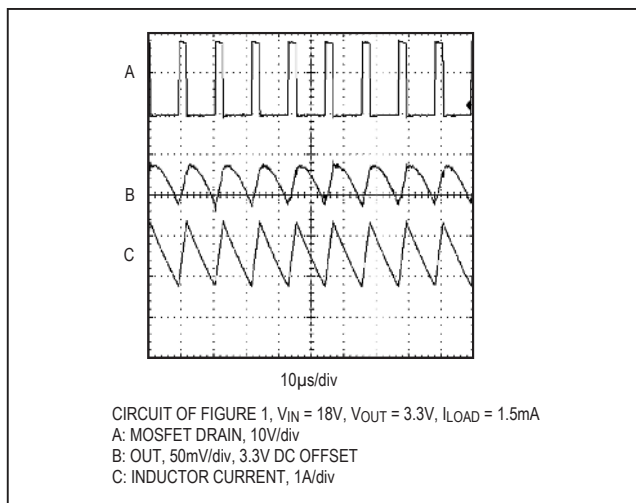 A
B
C
10µs/div
CIRCUIT OF FIGURE 1, VIN = 18V, VOUT = 3.3V, ILOAD = 1.5mA
A: MOSFET DRAIN, 10V/div
B: OUT, 50mV/div, 3.3V DC OFFSET
C: INDUCTOR CURRENT, 1A/div